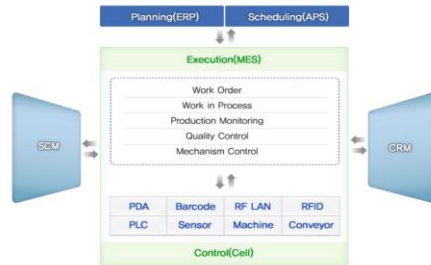 Planning(ERP) Scheduling(APS)
Execution(MES)
Work Order
Work in Process
Production Monitoring
Quality Control
Mechanism Control
SCM
CRM
PDA Barcode RF LAN RFID
PLC Sensor Machine Conveyor
Control(Cell)